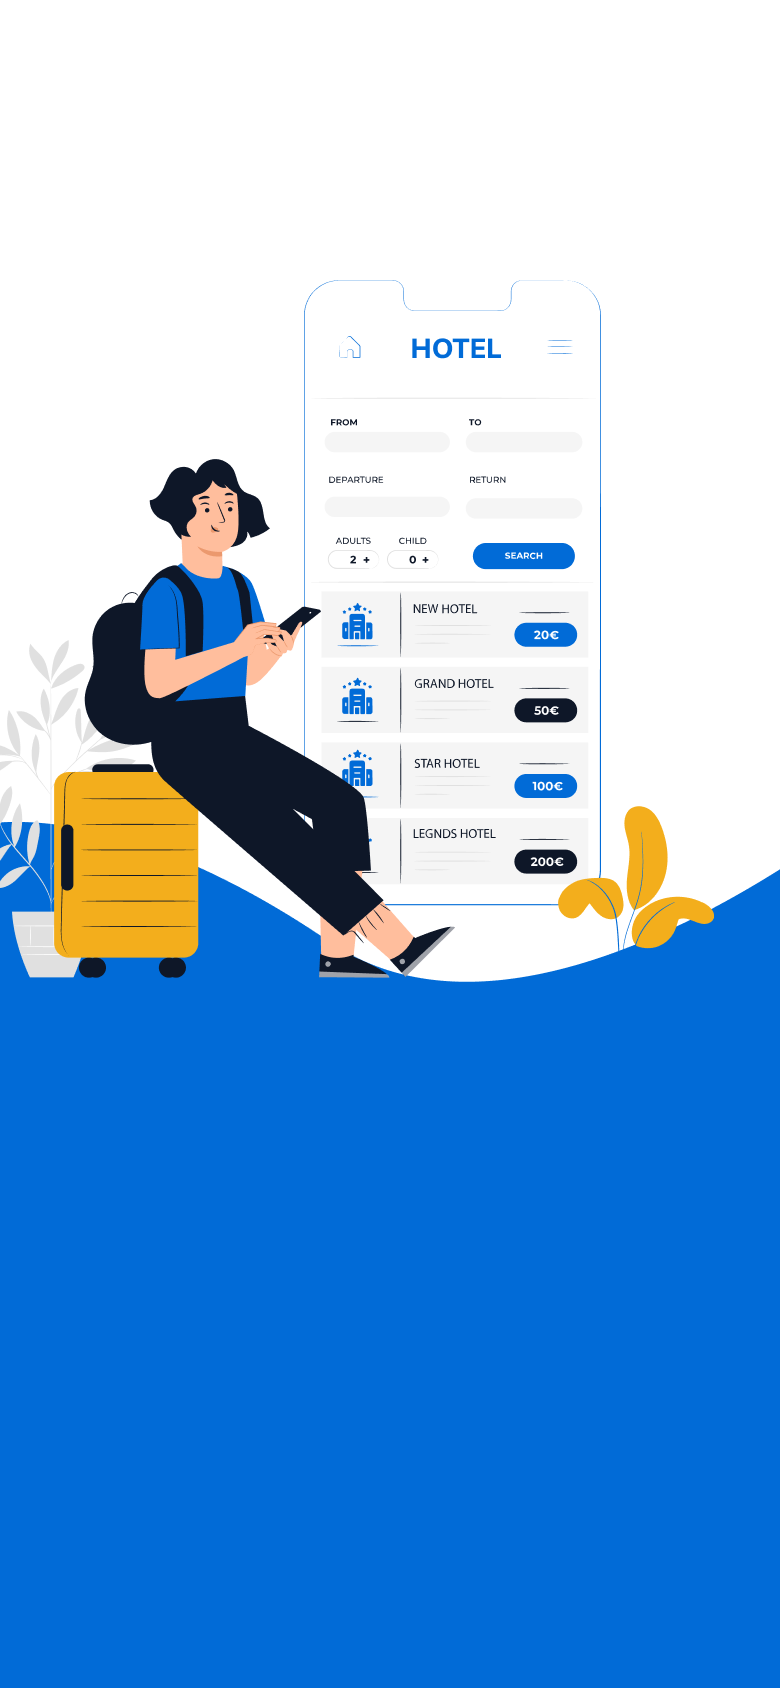 HOTEL
FROM TO
DEPARTURE RETURN
ADULTS CHILD
2 + 0 + SEARCH
NEW HOTEL
20€
GRAND HOTEL
50€
STAR HOTEL
100€
LEGNDS HOTEL
200€